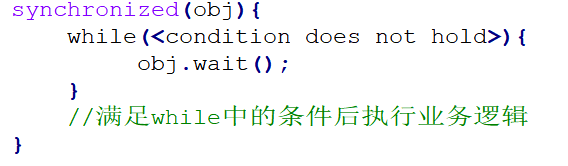 synchronized(obj){
    while(<condition does not hold>){
        obj.wait();
    }
    //满足while中的条件后执行业务逻辑
}